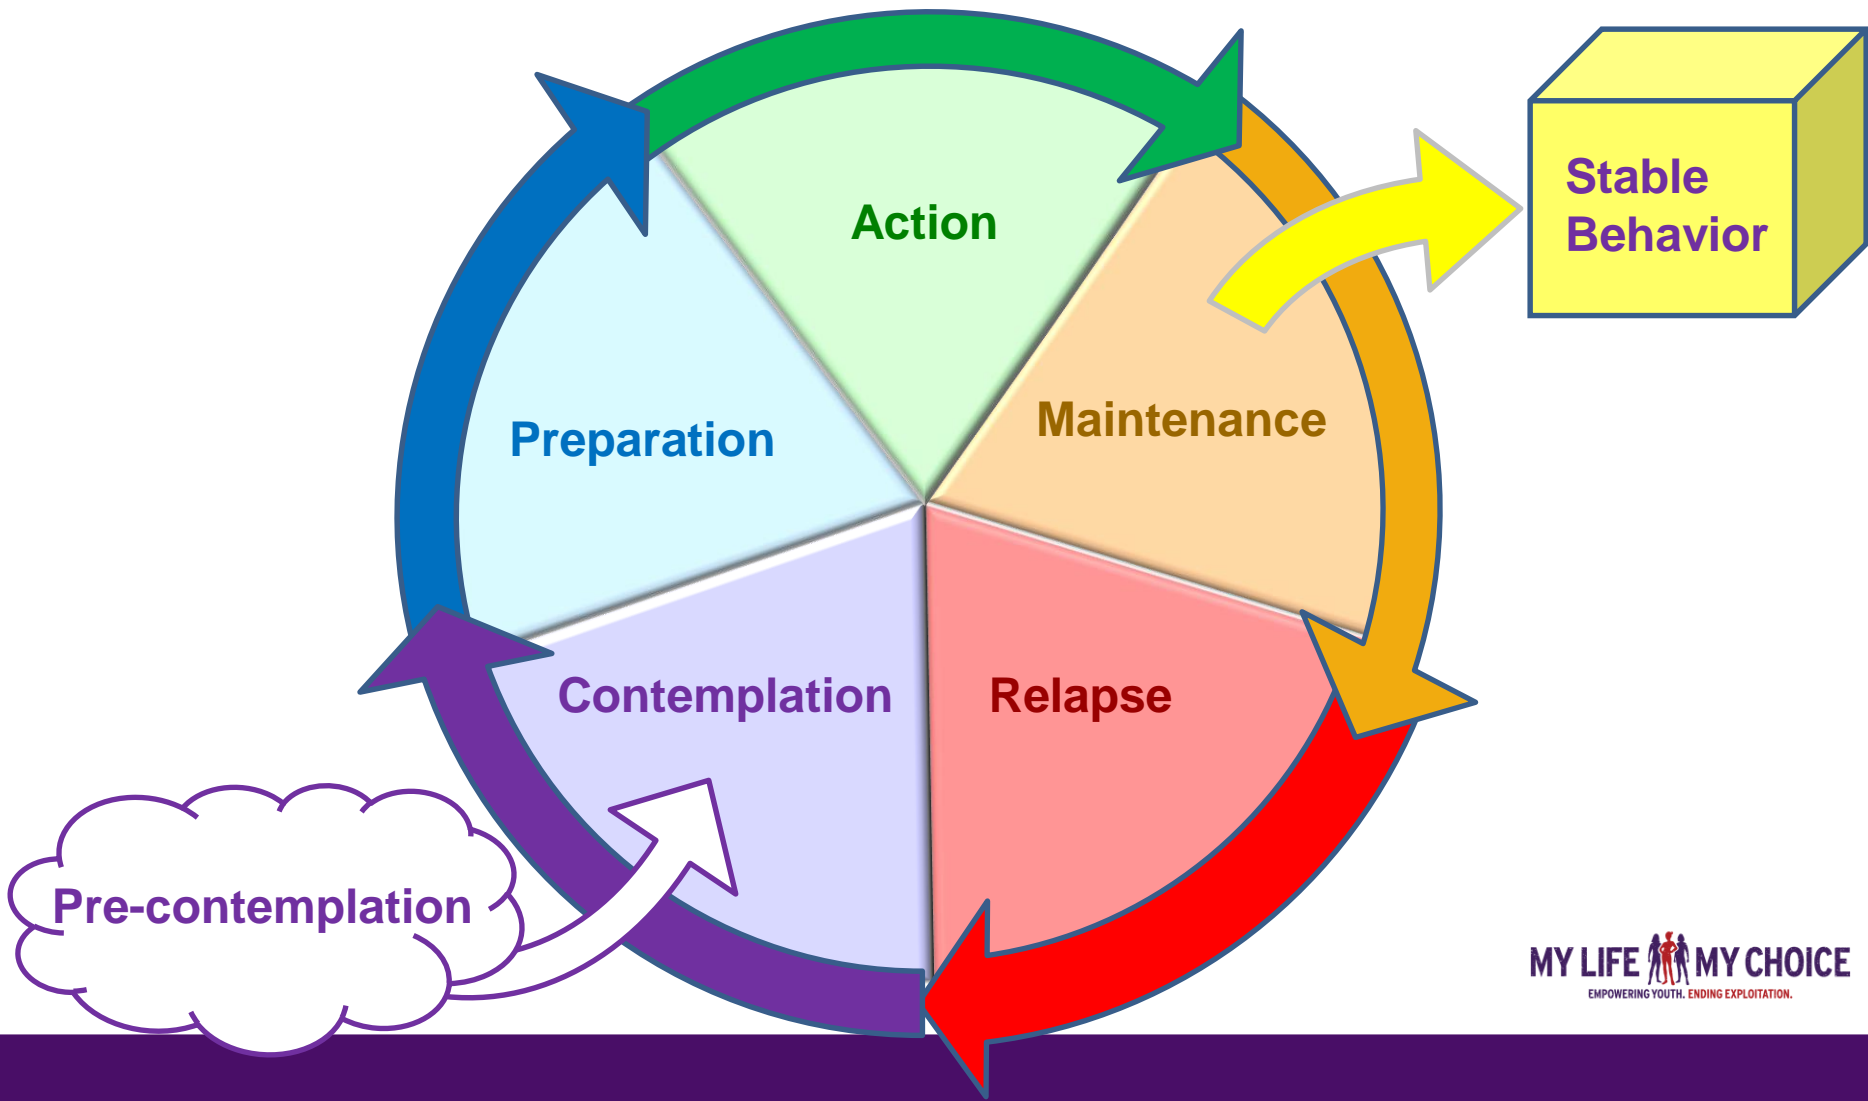 Action
Stable
Behavior
Preparation
Maintenance
Contemplation
Relapse
Pre-contemplation
MY LIFE MY CHOICE
EMPOWERING YOUTH. ENDING EXPLOITATION.